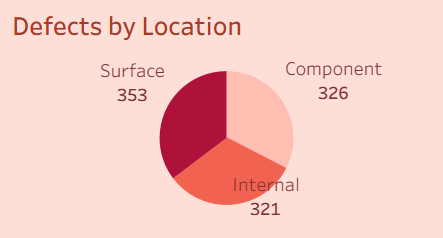 Defects by Location
Surface
353
Component
326
Internal
321